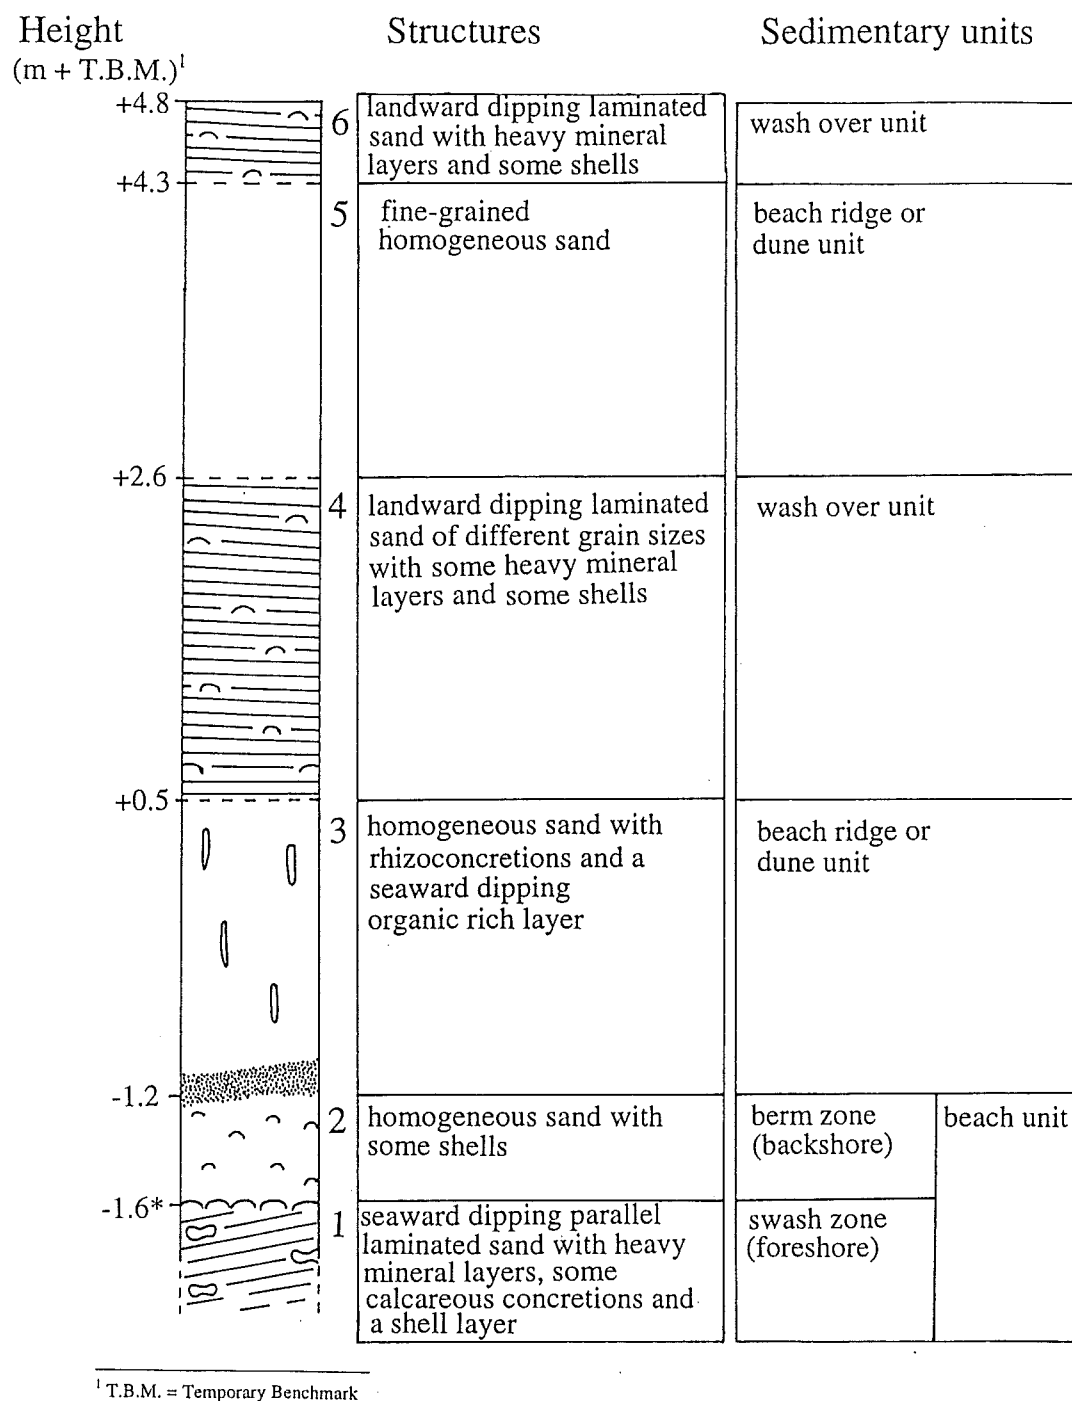 Height
Structures
Sedimentary units
(m + T.B.M.)¹
+4.8
6
landward dipping laminated
sand with heavy mineral
layers and some shells
wash over unit
+4.3
5
fine-grained
homogeneous sand
beach ridge or
dune unit
+2.6
4
landward dipping laminated
sand of different grain sizes
with some heavy mineral
layers and some shells
wash over unit
+0.5
3
homogeneous sand with
rhizoconcretions and a
seaward dipping
organic rich layer
beach ridge or
dune unit
-1.2
2
homogeneous sand with
some shells
berm zone
(backshore)
beach unit
-1.6*
1
seaward dipping parallel
laminated sand with heavy
mineral layers, some
calcareous concretions and
a shell layer
swash zone
(foreshore)
¹ T.B.M. = Temporary Benchmark